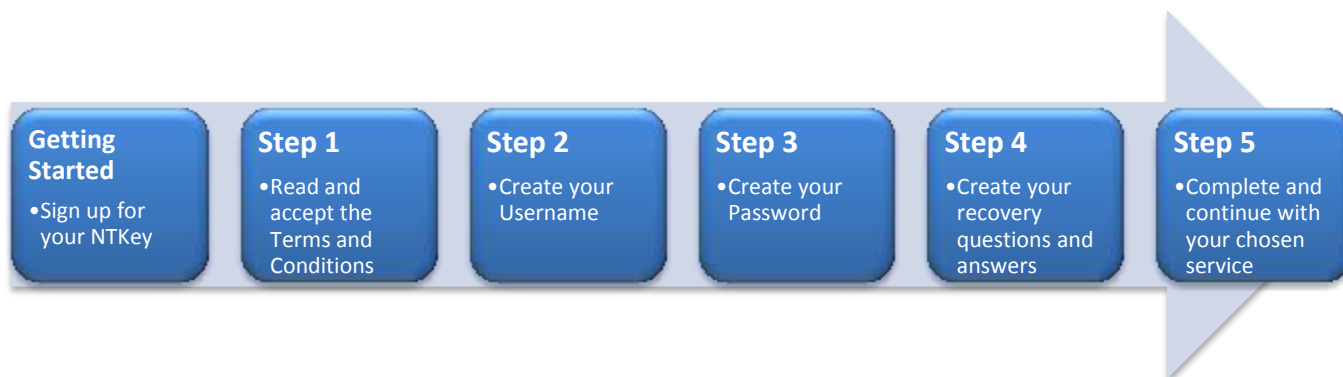 Getting
Started
•Sign up for
your NTKey
Step 1
•Read and
accept the
Terms and
Conditions
Step 2
•Create your
Username
Step 3
•Create your
Password
Step 4
•Create your
recovery
questions and
answers
Step 5
•Complete and
continue with
your chosen
service